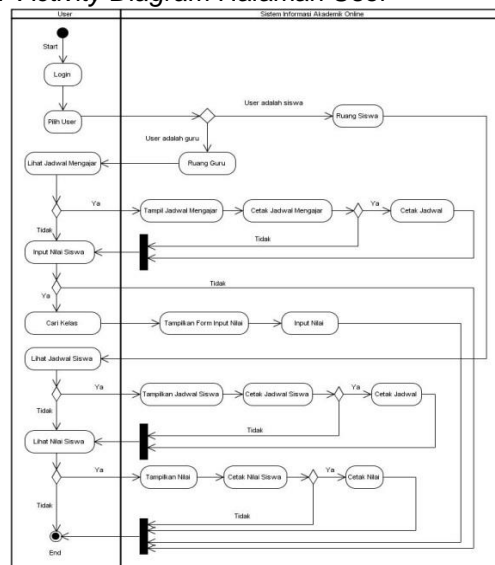 Activity Diagram Halaman User
User
Sistem Informasi Akademik Online
Start
Login
Pilih User
User adalah siswa
Ruang Siswa
User adalah guru
Ruang Guru
Lihat Jadwal Mengajar
Ya
Tampil Jadwal Mengajar
Cetak Jadwal Mengajar
Ya
Cetak Jadwal
Tidak
Tidak
Input Nilai Siswa
Tidak
Ya
Cari Kelas
Tampilkan Form Input Nilai
Input Nilai
Lihat Jadwal Siswa
Ya
Tampilkan Jadwal Siswa
Cetak Jadwal Siswa
Ya
Cetak Jadwal
Tidak
Tidak
Lihat Nilai Siswa
Ya
Tampilkan Nilai
Cetak Nilai Siswa
Ya
Cetak Nilai
Tidak
Tidak
End